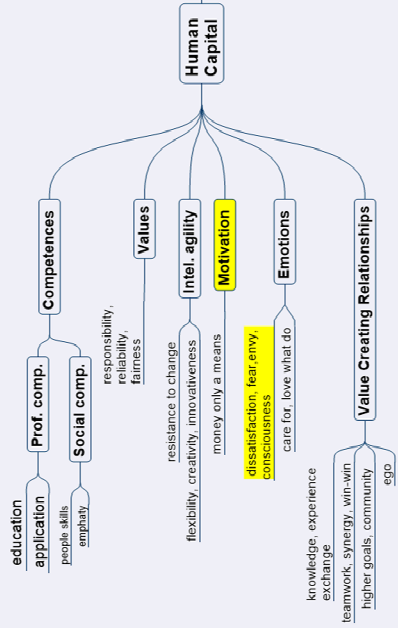 Human
Capital
Competences
Prof. comp.
education
application
Social comp.
people skills
emphaty
Values
responsibility,
reliability,
fairness
Intel. agility
resistance to change
flexibility, creativity, innovativeness
Motivation
money only a means
Emotions
dissatisfaction, fear,envy,
consciousness
care for, love what do
Value Creating Relationships
knowledge, experience
exchange
teamwork, synergy, win-win
higher goals, community
ego